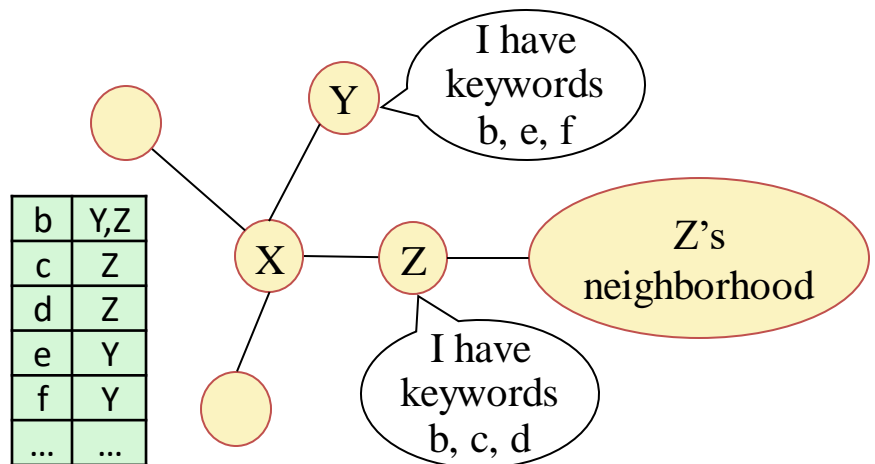 I have
keywords
b, e, f
Y
b Y,Z
c Z
d Z
e Y
f Y
... ...
X
Z
Z’s
neighborhood
I have
keywords
b, c, d